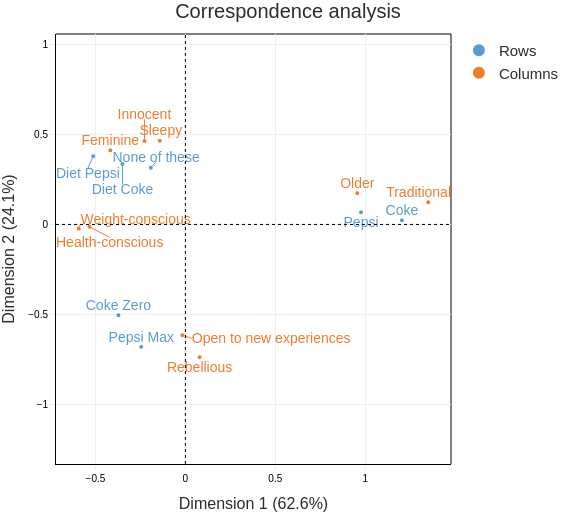 Correspondence analysis
Rows
Columns
Dimension 2 (24.1%)
1
0.5
0
−0.5
−1
Innocent
Sleepy
Feminine
None of these
Diet Pepsi
Diet Coke
Older
Traditional
Coke
Pepsi
Weight-conscious
Health-conscious
Coke Zero
Pepsi Max
Open to new experiences
Rebellious
−0.5
0
0.5
1
Dimension 1 (62.6%)